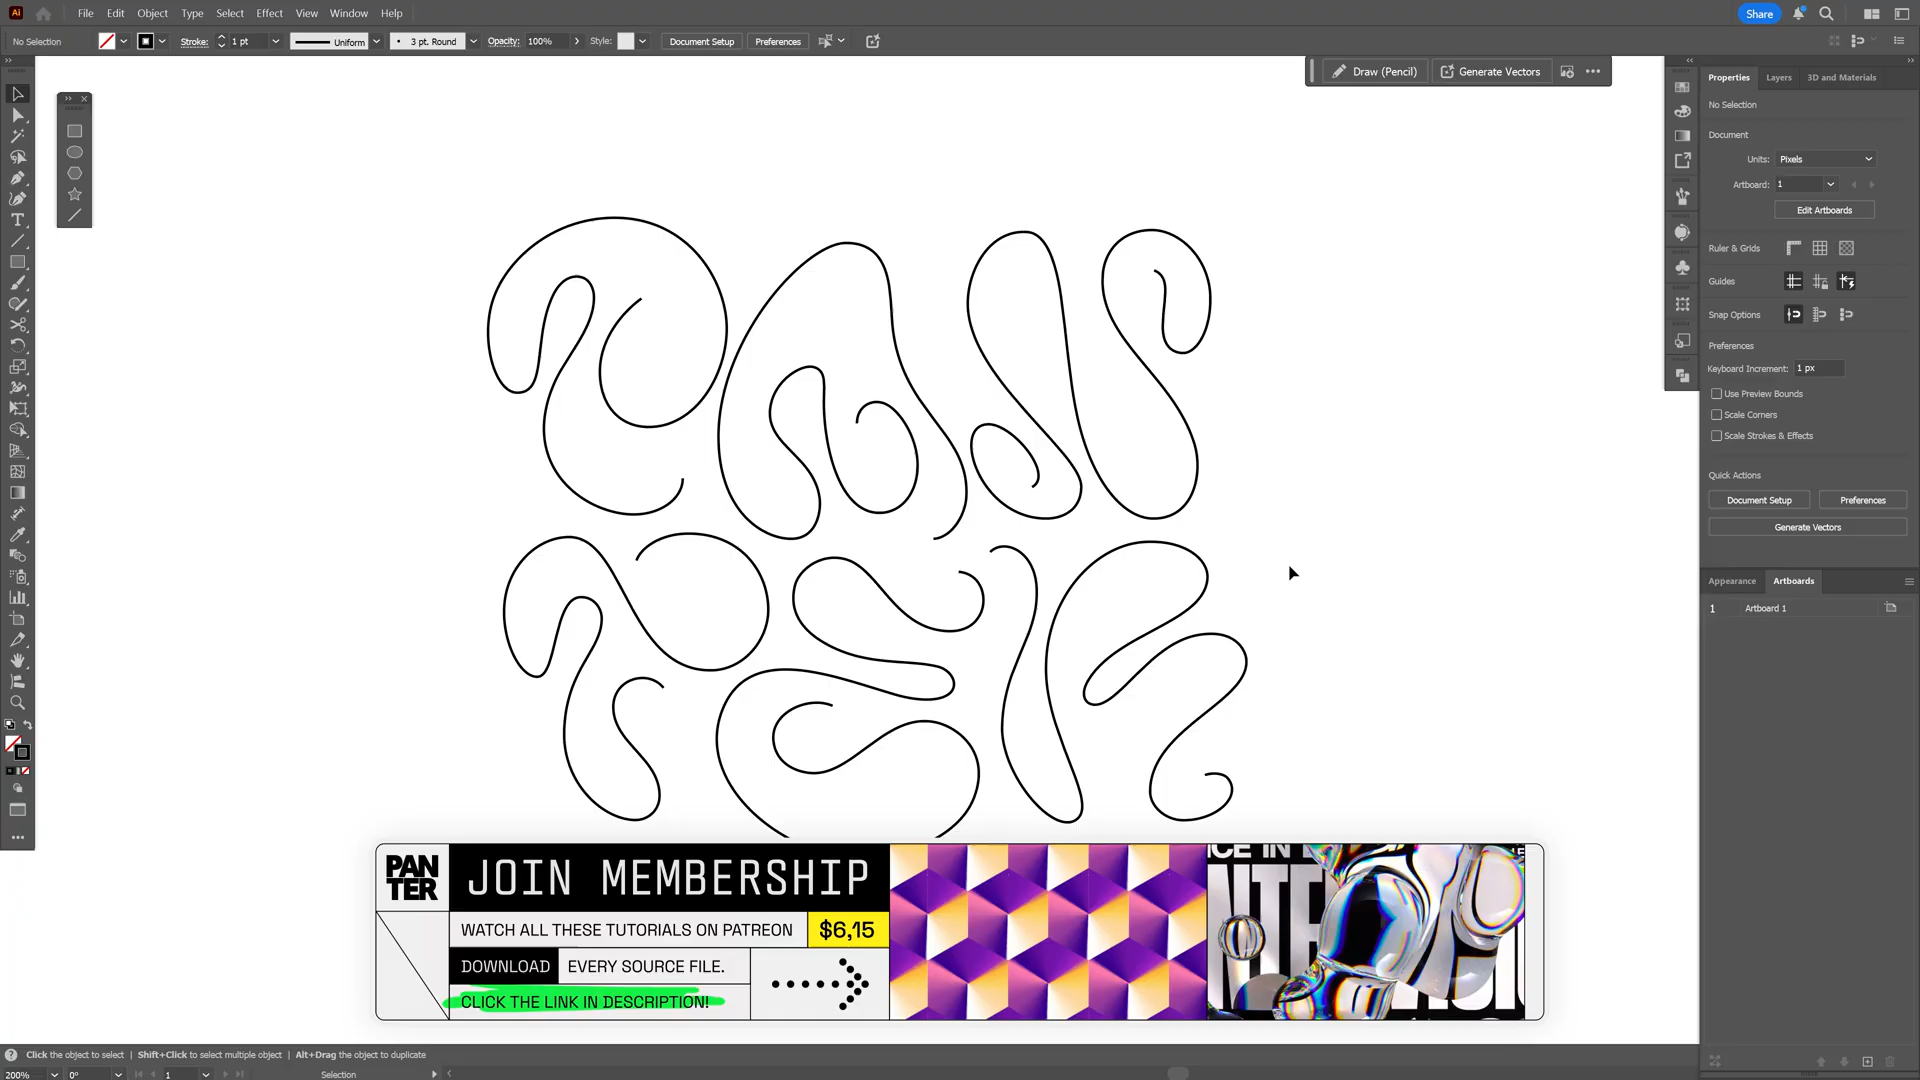 Ai File Edit Object Type Select Effect View Window Help Share
No Selection Stroke: 1 pt Uniform 3 pt. Round Opacity: 100% Style: Document Setup Preferences
Draw (Pencil) Generate Vectors
Properties Layers 3D and Materials
No Selection
Document
Units: Pixels
Artboard: 1
Edit Artboards
Ruler & Grids
Guides
Snap Options
Preferences
Keyboard Increment: 1 px
Use Preview Bounds
Scale Corners
Scale Strokes & Effects
Quick Actions
Document Setup Preferences
Generate Vectors
Appearance Artboards
1 Artboard 1
PAN
TER
JOIN MEMBERSHIP
WATCH ALL THESE TUTORIALS ON PATREON $6,15
DOWNLOAD EVERY SOURCE FILE.
CLICK THE LINK IN DESCRIPTION!
Click the object to select | Shift+Click to select multiple object | Alt+Drag the object to duplicate
200% 0° 1 Selection